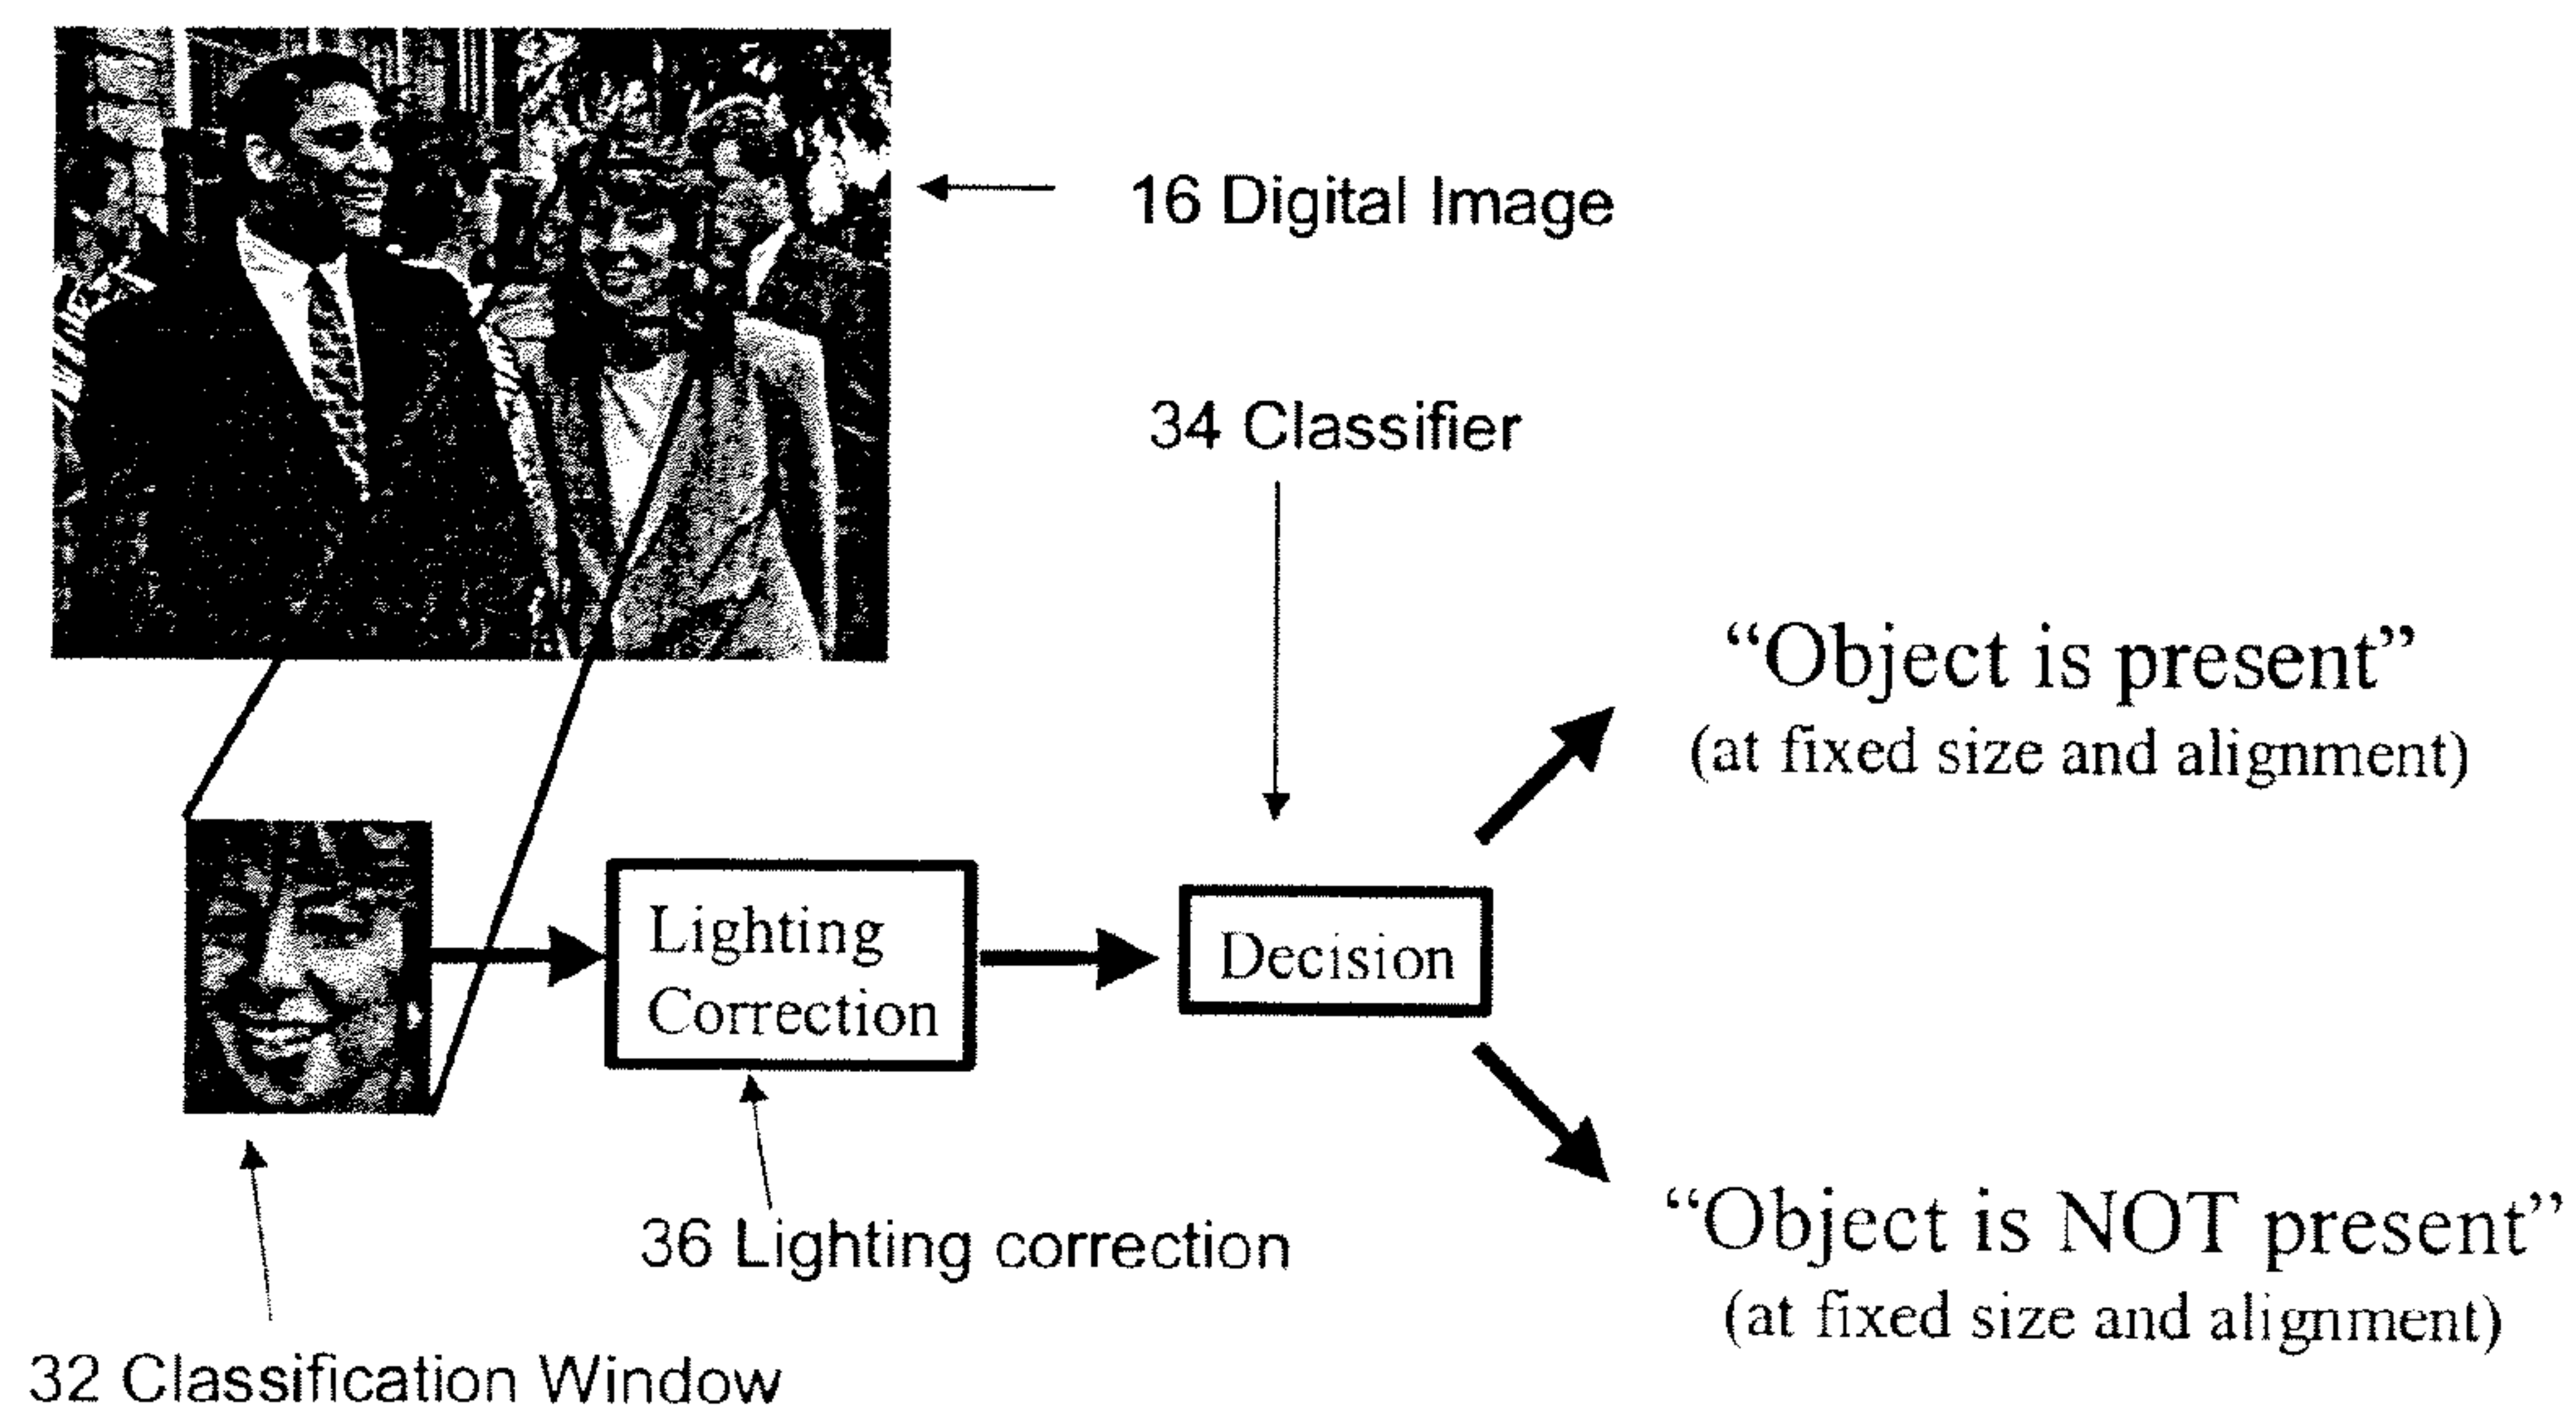 16 Digital Image
34 Classifier
“Object is present”
(at fixed size and alignment)
Lighting
Correction
Decision
36 Lighting correction
“Object is NOT present”
(at fixed size and alignment)
32 Classification Window